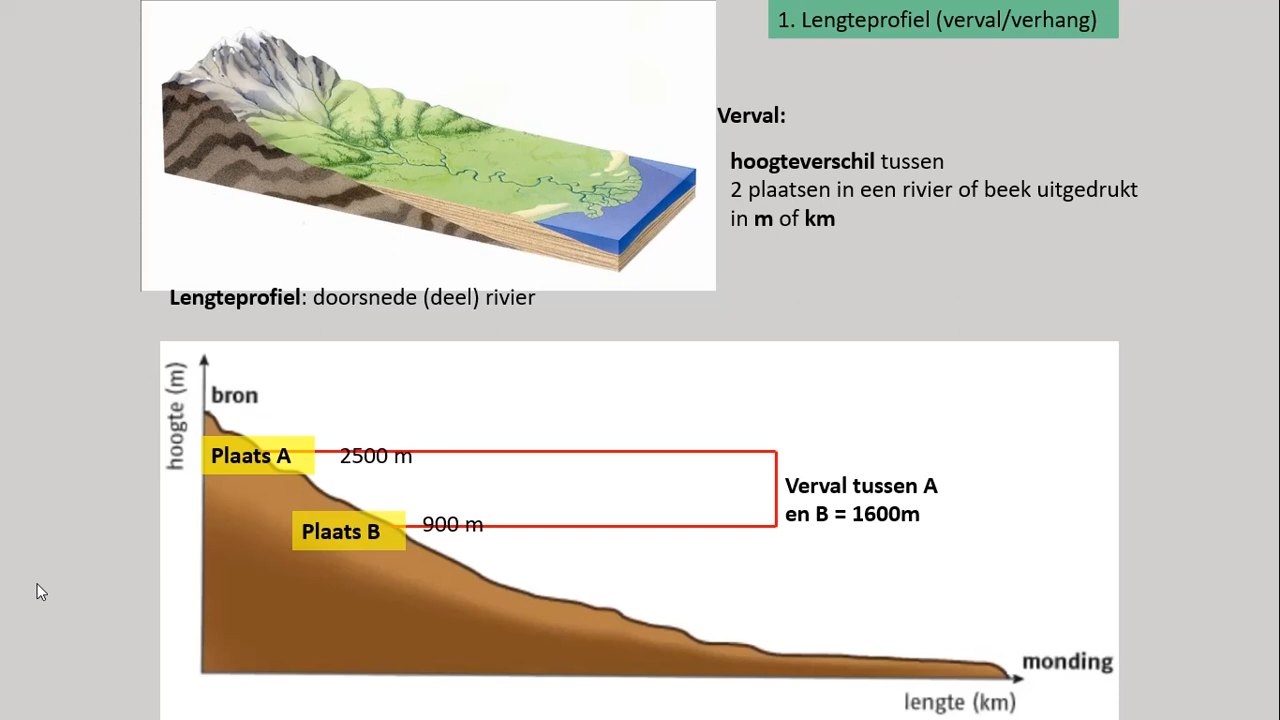 1. Lengteprofiel (verval/verhang)
Verval:
hoogteverschil tussen
2 plaatsen in een rivier of beek uitgedrukt
in m of km
Lengteprofiel: doorsnede (deel) rivier
hoogte (m)
bron
Plaats A
2500 m
Plaats B
900 m
Verval tussen A
en B = 1600m
monding
lengte (km)